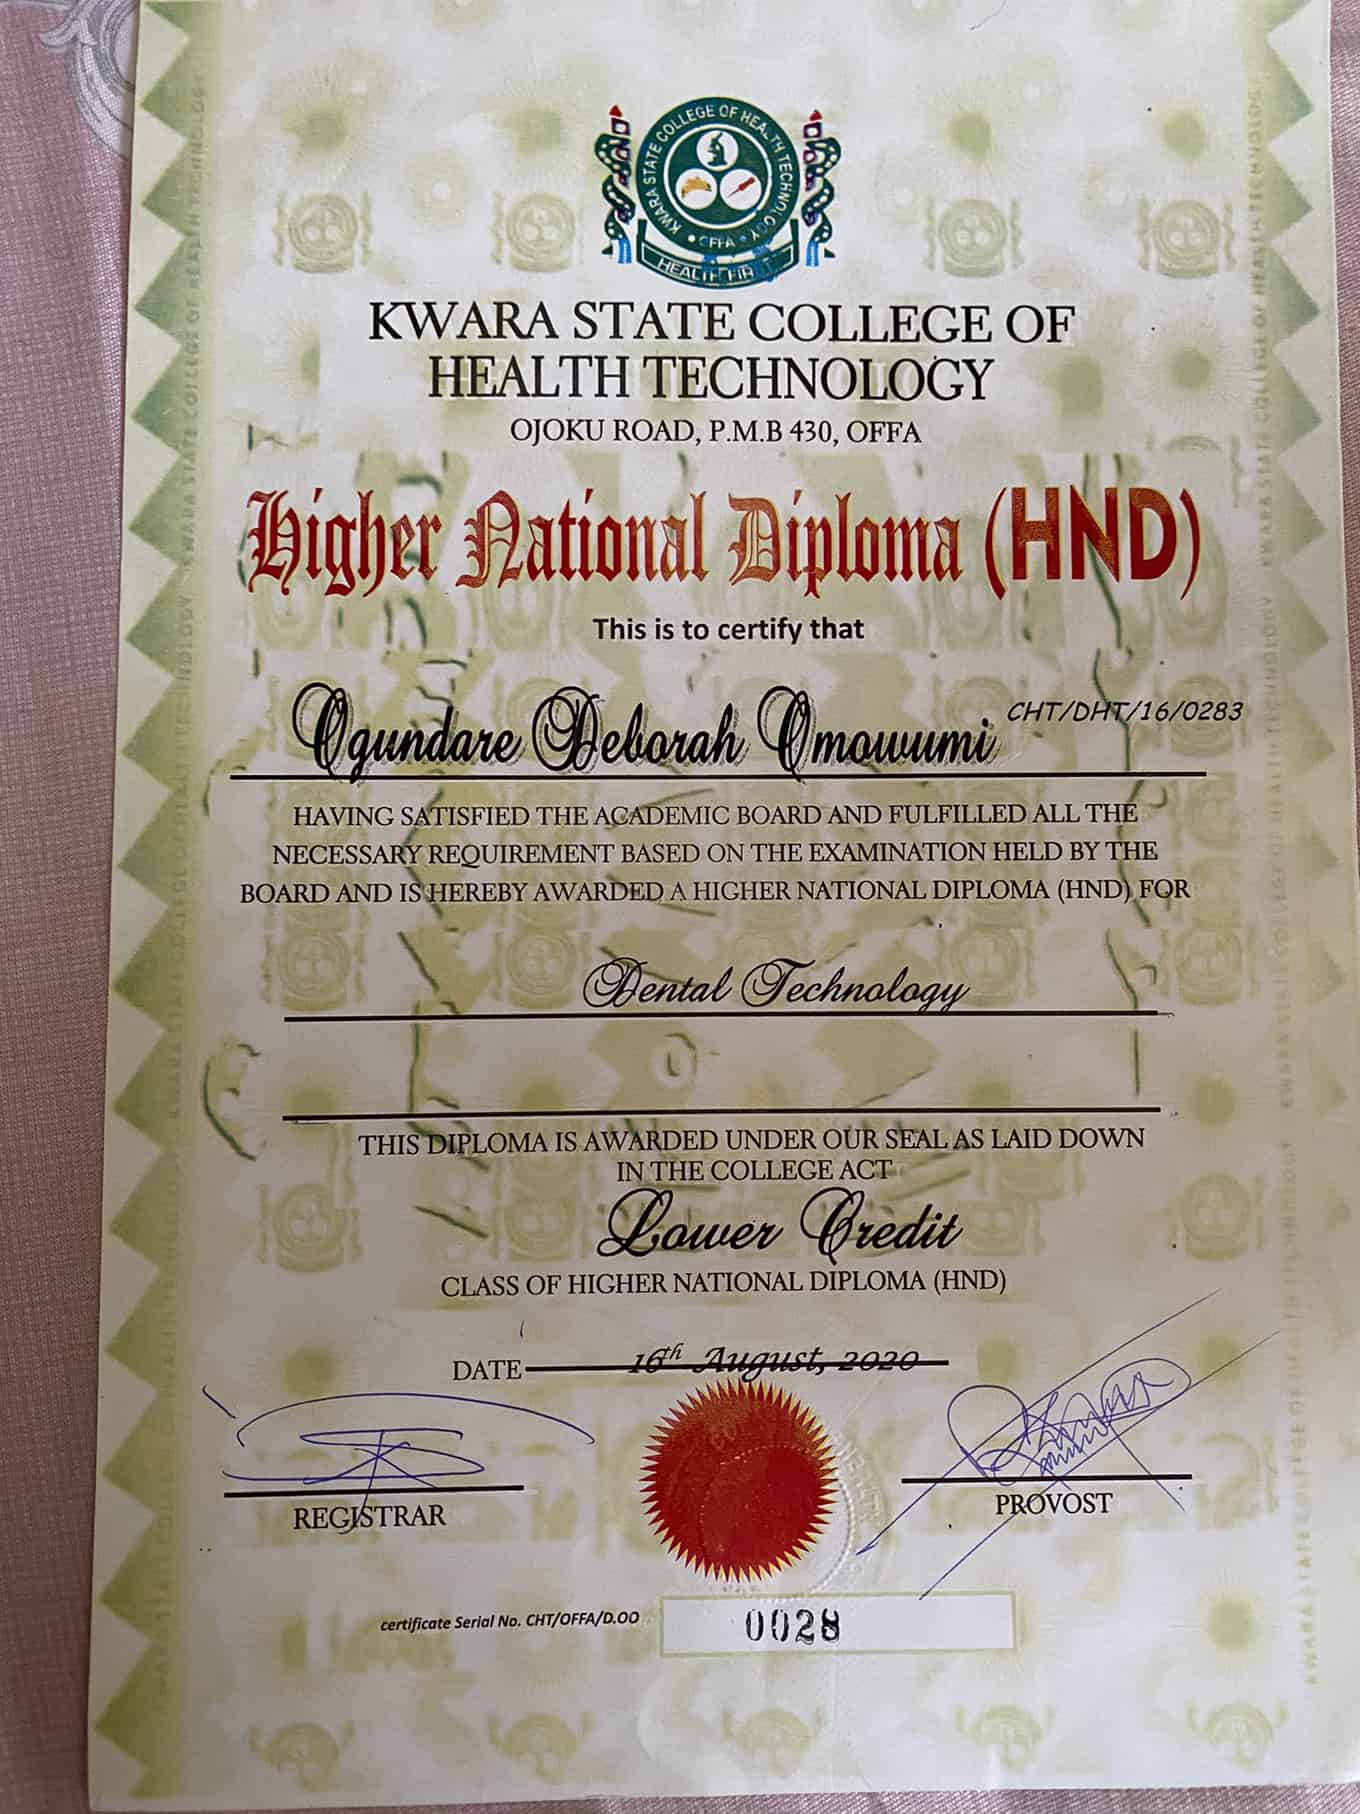 KWARA STATE COLLEGE OF HEALTH TECHNOLOGY
OFFA
KWARA STATE COLLEGE OF
HEALTH TECHNOLOGY
OJOKU ROAD, P.M.B 430, OFFA
Higher National Diploma (HND)
This is to certify that
Ogundare Deborah Omowumi CHT/DHT/16/0283
HAVING SATISFIED THE ACADEMIC BOARD AND FULFILLED ALL THE
NECESSARY REQUIREMENT BASED ON THE EXAMINATION HELD BY THE
BOARD AND IS HEREBY AWARDED A HIGHER NATIONAL DIPLOMA (HND) FOR
Dental Technology
THIS DIPLOMA IS AWARDED UNDER OUR SEAL AS LAID DOWN
IN THE COLLEGE ACT
Lower Credit
CLASS OF HIGHER NATIONAL DIPLOMA (HND)
DATE 16th August, 2020
REGISTRAR
PROVOST
certificate Serial No. CHT/OFFA/D.OO 0028